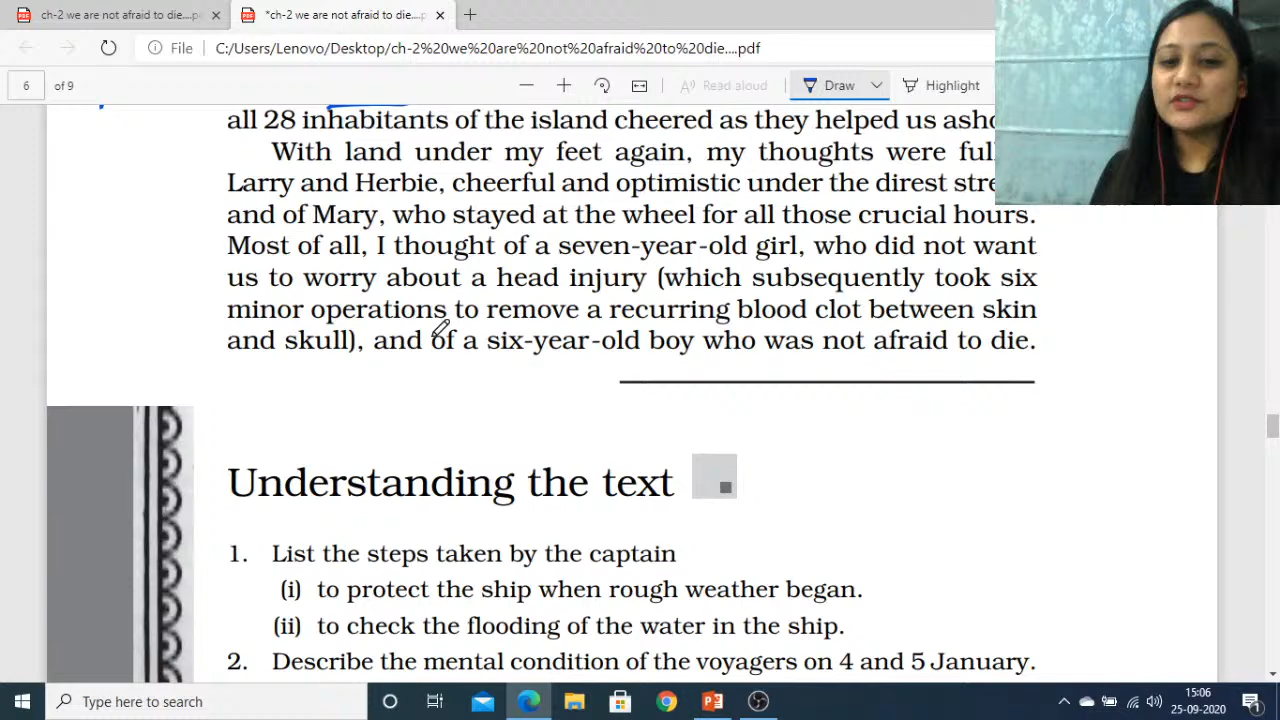 ch-2 we are not afraid to die....pdf
*ch-2 we are not afraid to die....p
File C:/Users/Lenovo/Desktop/ch-2%20we%20are%20not%20afraid%20to%20die....pdf
6 of 9 Read aloud Draw Highlight
all 28 inhabitants of the island cheered as they helped us
With land under my feet again, my thoughts were
Larry and Herbie, cheerful and optimistic under the direst
and of Mary, who stayed at the wheel for all those crucial hours.
Most of all, I thought of a seven-year-old girl, who did not want
us to worry about a head injury (which subsequently took six
minor operations to remove a recurring blood clot between skin
and skull), and of a six-year-old boy who was not afraid to die.
Understanding the text
1. List the steps taken by the captain
(i) to protect the ship when rough weather began.
(ii) to check the flooding of the water in the ship.
2. Describe the mental condition of the voyagers on 4 and 5 January.
Type here to search
15:06
25-09-2020